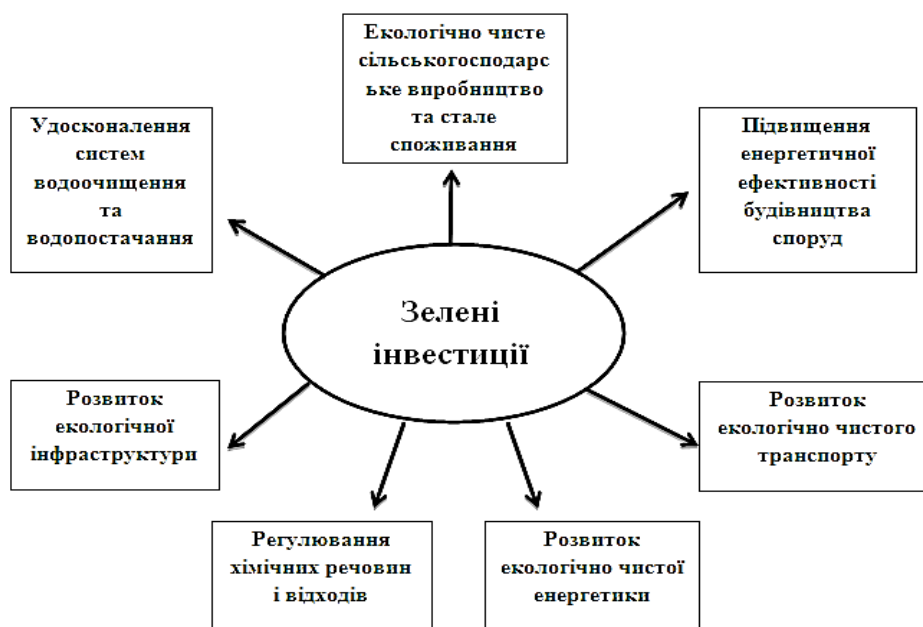 Екологічно чисте
сільськогосподарс
ьке виробництво
та стале
споживання
Удосконалення
систем
водоочищення
та
водопостачання
Підвищення
енергетичної
ефективності
будівництва
споруд
Зелені
інвестиції
Розвиток
екологічної
інфраструктури
Розвиток
екологічно чистого
транспорту
Регулювання
хімічних речовин
і відходів
Розвиток
екологічно чистої
енергетики